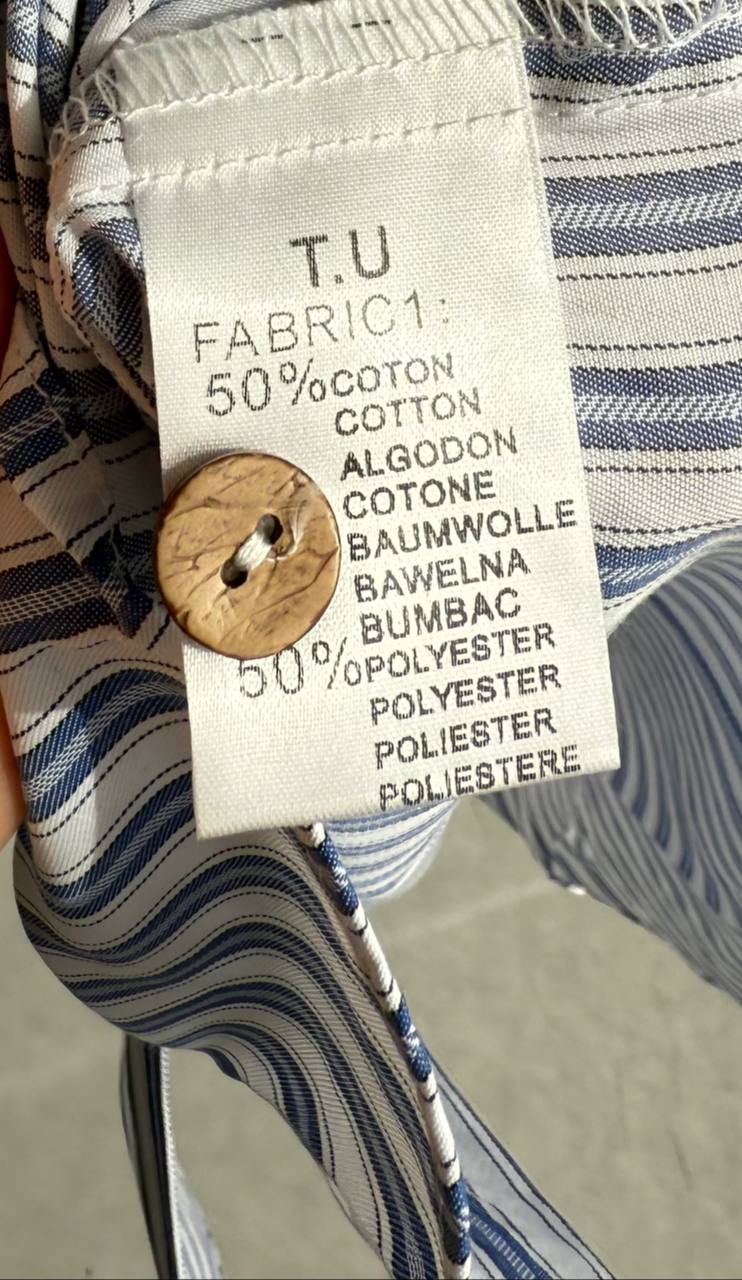 T.U
FABRIC1:
50%COTON
COTTON
ALGODON
COTONE
BAUMWOLLE
BAWELNA
BUMBAC
50%POLYESTER
POLYESTER
POLIESTER
POLIESTERE